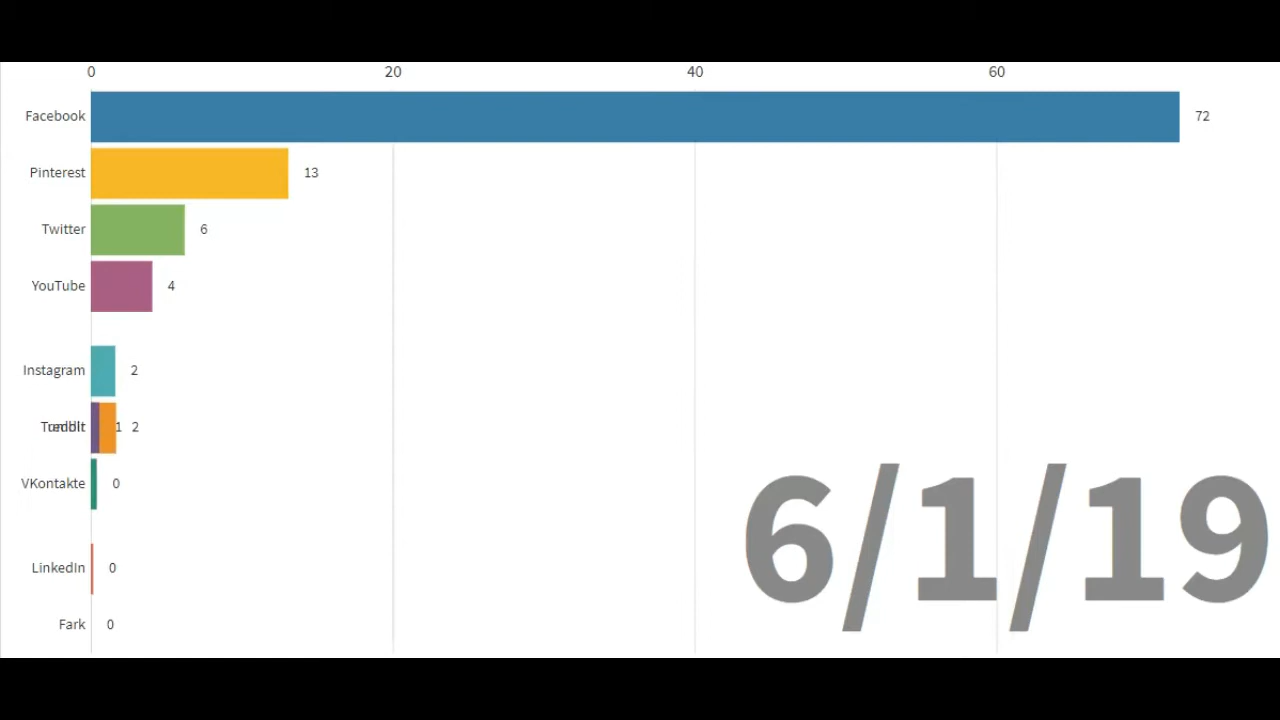 0 20 40 60
Facebook 72
Pinterest 13
Twitter 6
YouTube 4
Instagram 2
1 2
VKontakte 0
6/1/19
LinkedIn 0
Fark 0